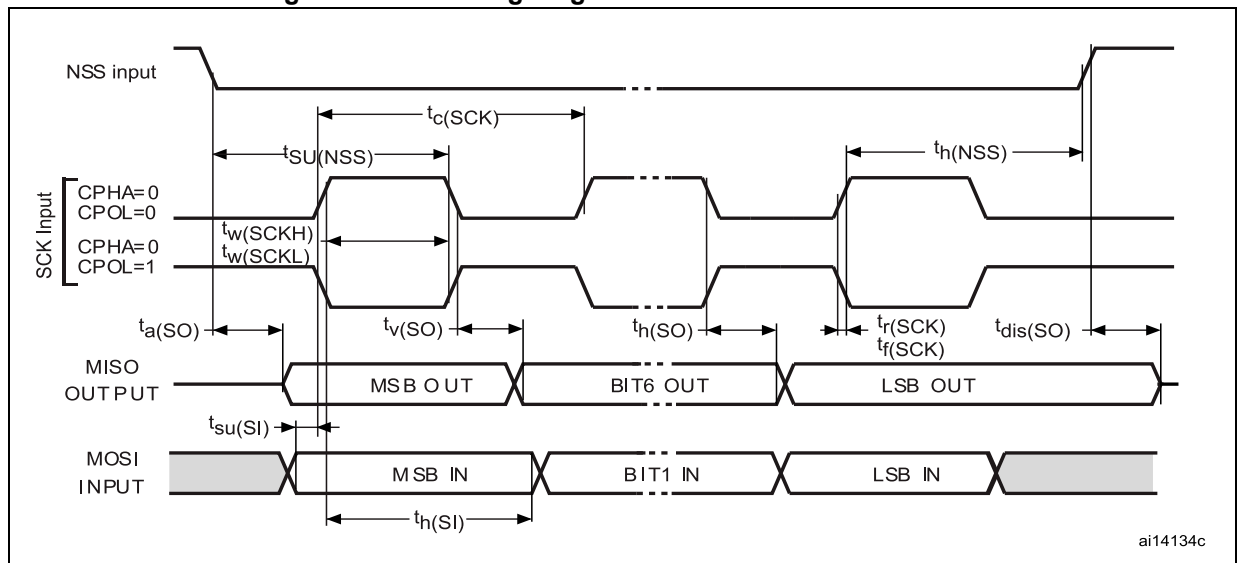 NSS input
tc(SCK)
tSU(NSS)
th(NSS)
SCK Input
CPHA=0
CPOL=0
CPHA=0
CPOL=1
tw(SCKH)
tw(SCKL)
ta(SO)
tv(SO)
th(SO)
tr(SCK)
tf(SCK)
tdis(SO)
MISO
OUTPUT
MSB OUT
BIT6 OUT
LSB OUT
tsu(SI)
MOSI
INPUT
MSB IN
BIT1 IN
LSB IN
th(SI)
ai14134c